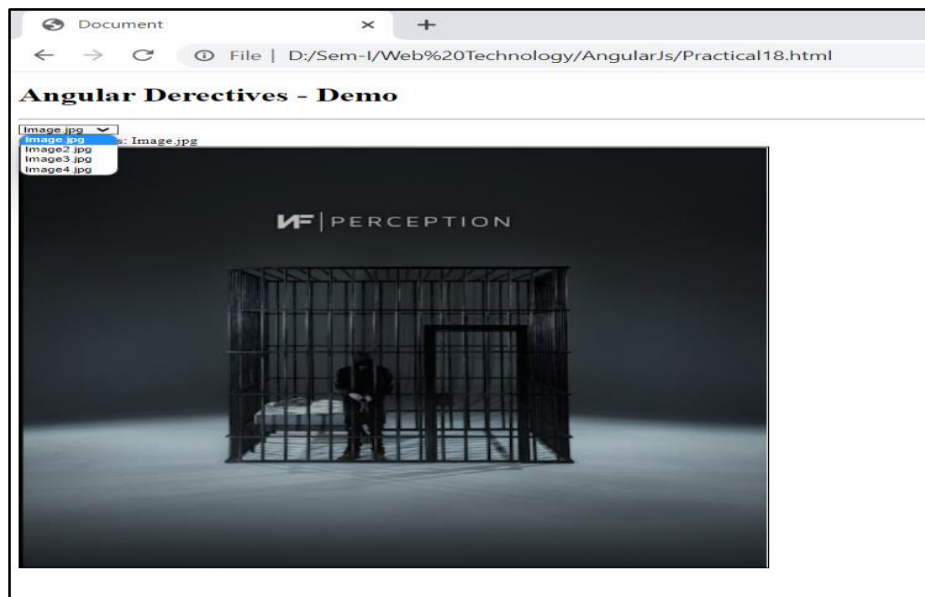 Document × +
File | D:/Sem-I/Web%20Technology/AngularJs/Practical18.html
Angular Derectives - Demo
Image.jpg
Image.jpg s: Image.jpg
Image2.jpg
Image3.jpg
Image4.jpg
NF | PERCEPTION